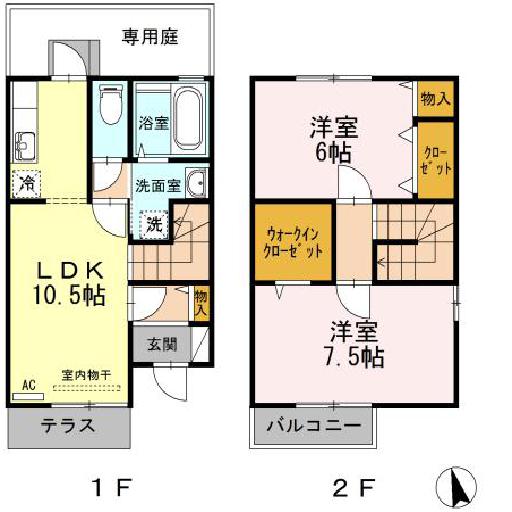 専用庭
浴室
洗面室
冷
洗
LDK
10.5帖
物入
玄関
室内物干
AC
テラス
1F
物入
洋室
6帖
クロー
ゼット
ウォークイン
クローゼット
洋室
7.5帖
バルコニー
2F